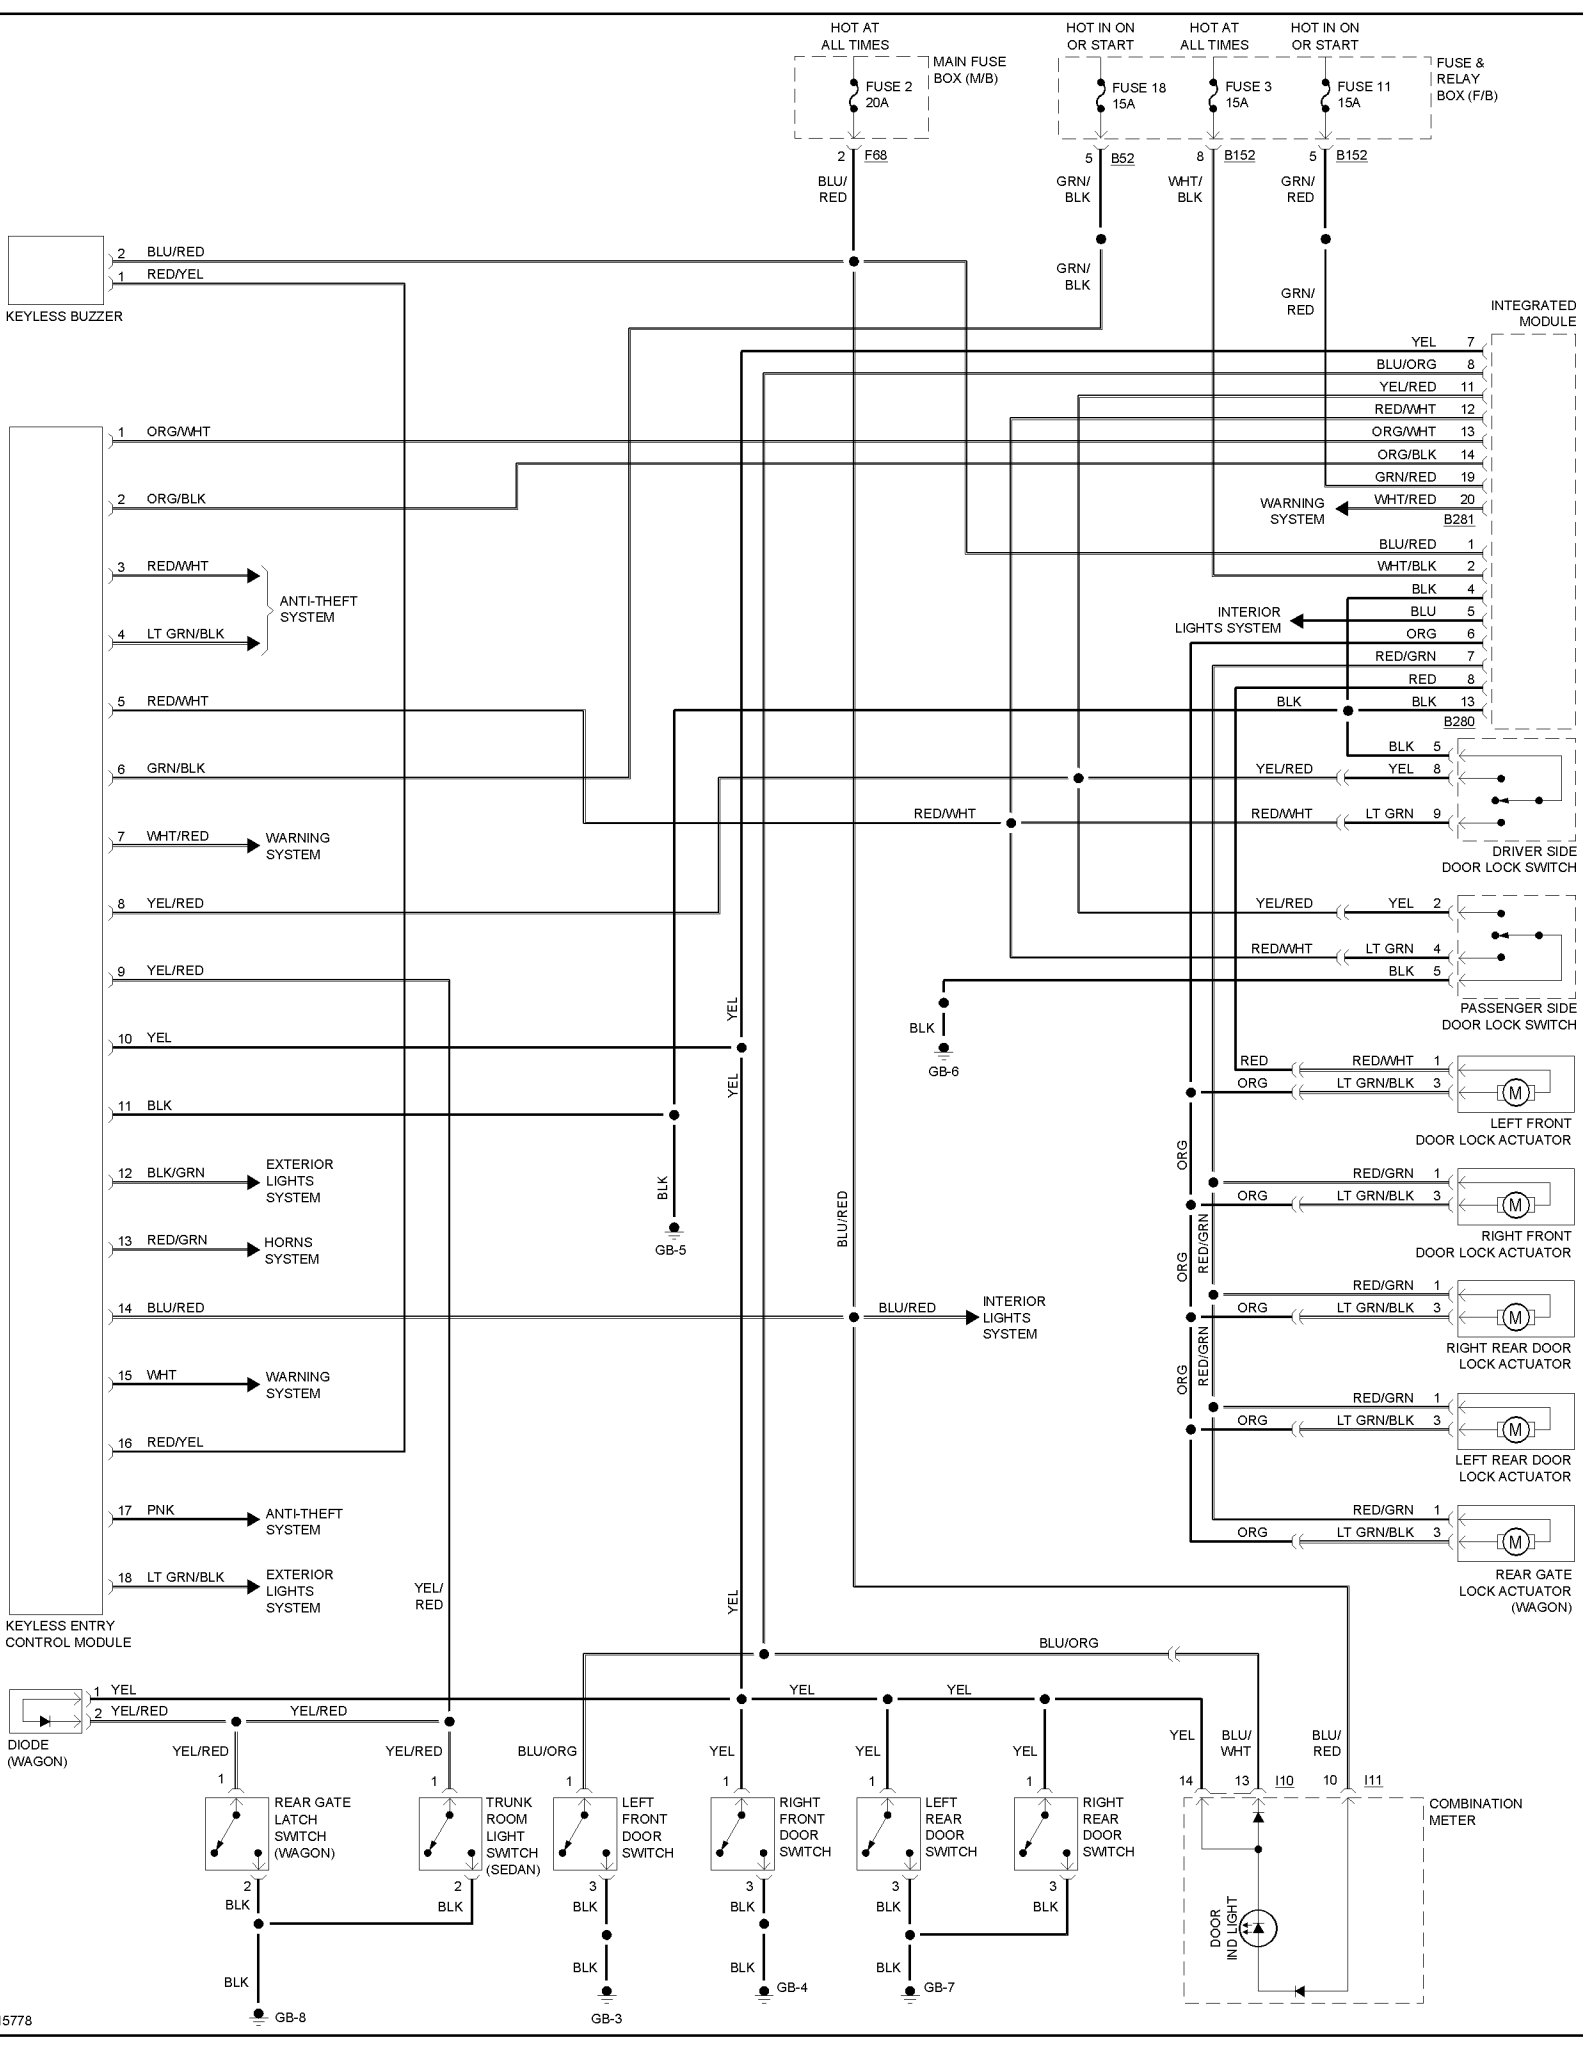 HOT AT
ALL TIMES
HOT IN ON
OR START
HOT AT
ALL TIMES
HOT IN ON
OR START
MAIN FUSE
BOX (M/B)
FUSE 2
20A
FUSE 18
15A
FUSE 3
15A
FUSE 11
15A
FUSE &
RELAY
BOX (F/B)
2 F68
5 B52
8 B152
5 B152
BLU/
RED
GRN/
BLK
WHT/
BLK
GRN/
RED
GRN/
BLK
GRN/
RED
2 BLU/RED
1 RED/YEL
KEYLESS BUZZER
INTEGRATED
MODULE
YEL 7
BLU/ORG 8
YEL/RED 11
RED/WHT 12
ORG/WHT 13
ORG/BLK 14
GRN/RED 19
WHT/RED 20
B281
WARNING
SYSTEM
BLU/RED 1
WHT/BLK 2
BLK 4
BLU 5
ORG 6
RED/GRN 7
RED 8
BLK BLK 13
B280
INTERIOR
LIGHTS SYSTEM
1 ORG/WHT
2 ORG/BLK
3 RED/WHT
4 LT GRN/BLK
ANTI-THEFT
SYSTEM
5 RED/WHT
6 GRN/BLK
7 WHT/RED
WARNING
SYSTEM
8 YEL/RED
9 YEL/RED
10 YEL
11 BLK
12 BLK/GRN
EXTERIOR
LIGHTS
SYSTEM
13 RED/GRN
HORNS
SYSTEM
14 BLU/RED
15 WHT
WARNING
SYSTEM
16 RED/YEL
17 PNK
ANTI-THEFT
SYSTEM
18 LT GRN/BLK
EXTERIOR
LIGHTS
SYSTEM
KEYLESS ENTRY
CONTROL MODULE
BLK 5
YEL/RED YEL 8
RED/WHT RED/WHT LT GRN 9
DRIVER SIDE
DOOR LOCK SWITCH
YEL/RED YEL 2
RED/WHT LT GRN 4
BLK 5
PASSENGER SIDE
DOOR LOCK SWITCH
BLK
GB-6
YEL
YEL
BLK
GB-5
BLU/RED
BLU/RED
INTERIOR
LIGHTS
SYSTEM
RED RED/WHT 1
ORG LT GRN/BLK 3
M
LEFT FRONT
DOOR LOCK ACTUATOR
ORG
RED/GRN 1
ORG LT GRN/BLK 3
M
RIGHT FRONT
DOOR LOCK ACTUATOR
ORG
RED/GRN
RED/GRN 1
ORG LT GRN/BLK 3
M
RIGHT REAR DOOR
LOCK ACTUATOR
ORG
RED/GRN
RED/GRN 1
ORG LT GRN/BLK 3
M
LEFT REAR DOOR
LOCK ACTUATOR
RED/GRN 1
ORG LT GRN/BLK 3
M
REAR GATE
LOCK ACTUATOR
(WAGON)
YEL/
RED
YEL
BLU/ORG
1 YEL
2 YEL/RED
YEL/RED
YEL
YEL
DIODE
(WAGON)
YEL/RED
YEL/RED
BLU/ORG
YEL
YEL
YEL
YEL
BLU/
WHT
BLU/
RED
1
1
1
1
1
1
14
13 I10
10 I11
REAR GATE
LATCH
SWITCH
(WAGON)
TRUNK
ROOM
LIGHT
SWITCH
(SEDAN)
LEFT
FRONT
DOOR
SWITCH
RIGHT
FRONT
DOOR
SWITCH
LEFT
REAR
DOOR
SWITCH
RIGHT
REAR
DOOR
SWITCH
COMBINATION
METER
DOOR
IND LIGHT
2
2
3
3
3
3
BLK
BLK
BLK
BLK
BLK
BLK
BLK
BLK
BLK
BLK
GB-8
GB-3
GB-4
GB-7
15778